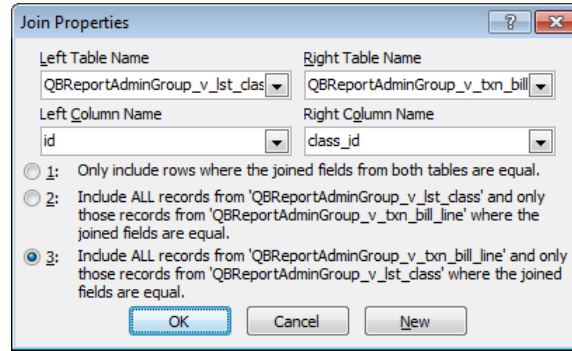 Join Properties
Left Table Name
Right Table Name
QBReportAdminGroup_v_lst_clas
QBReportAdminGroup_v_txn_bill
Left Column Name
Right Column Name
id
class_id
1: Only include rows where the joined fields from both tables are equal.
2: Include ALL records from 'QBReportAdminGroup_v_lst_class' and only
those records from 'QBReportAdminGroup_v_txn_bill_line' where the
joined fields are equal.
3: Include ALL records from 'QBReportAdminGroup_v_txn_bill_line' and only
those records from 'QBReportAdminGroup_v_lst_class' where the joined
fields are equal.
OK
Cancel
New